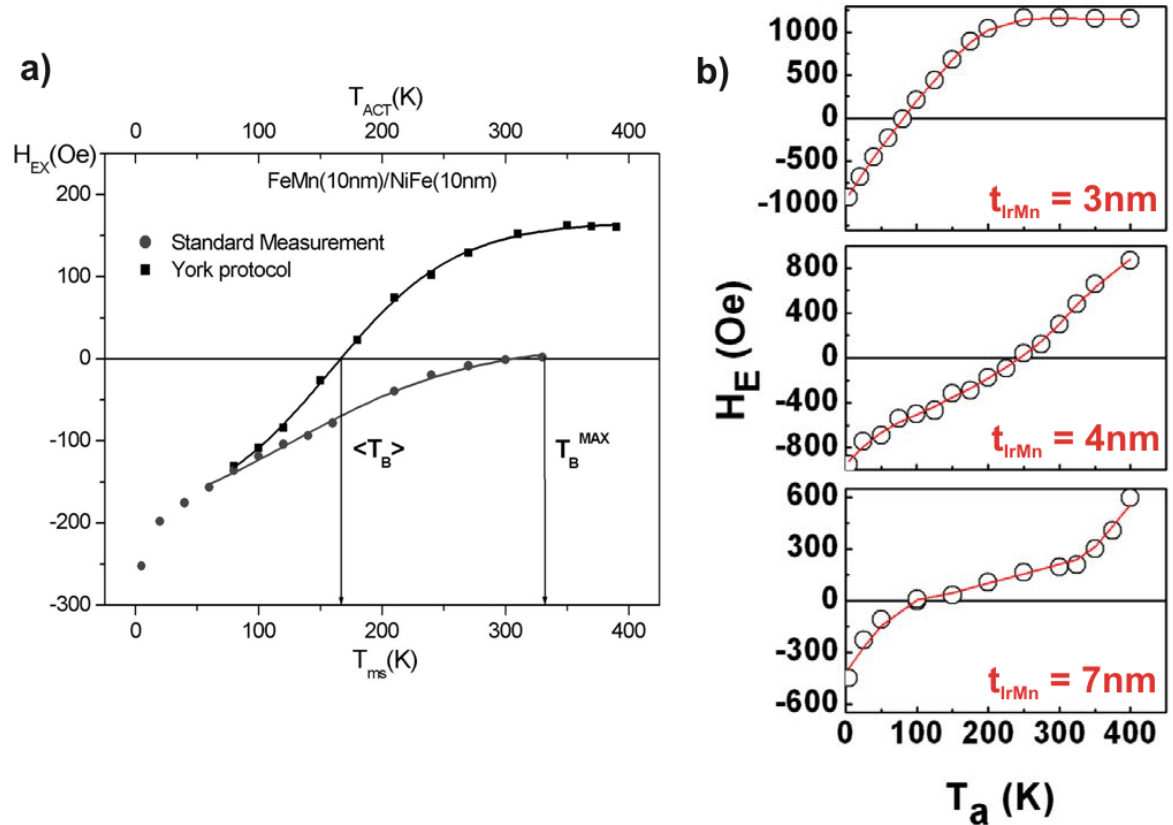 a)
T_ACT(K)
0 100 200 300 400
H_EX(Oe)
FeMn(10nm)/NiFe(10nm)
200
Standard Measurement
York protocol
100
0
<T_B> T_B^MAX
-100
-200
-300
0 100 200 300 400
T_ms(K)
b)
1000
500
0
-500
-1000
t_IrMn = 3nm
H_E (Oe)
800
400
0
-400
-800
t_IrMn = 4nm
600
300
0
-300
-600
t_IrMn = 7nm
0 100 200 300 400
T_a (K)